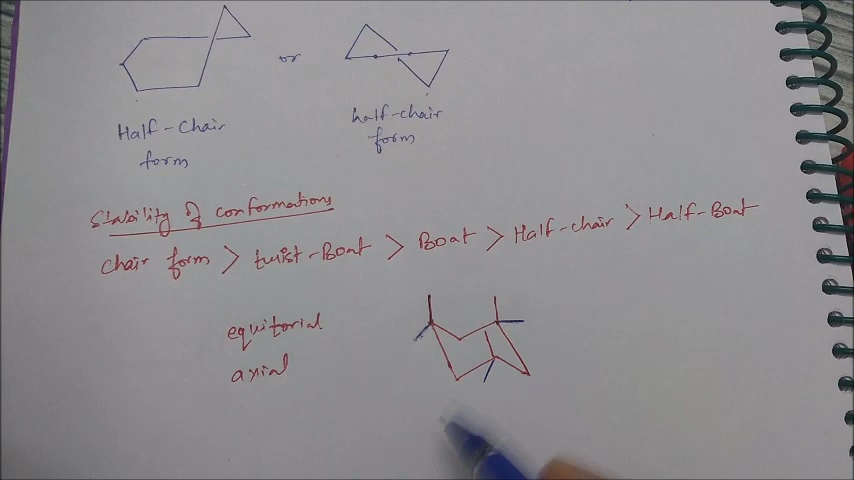 or
Half-Chair
form
half-chair
form
Stability of conformations
chair form > twist-Boat > Boat > Half-chair > Half-Boat
equitorial
axial